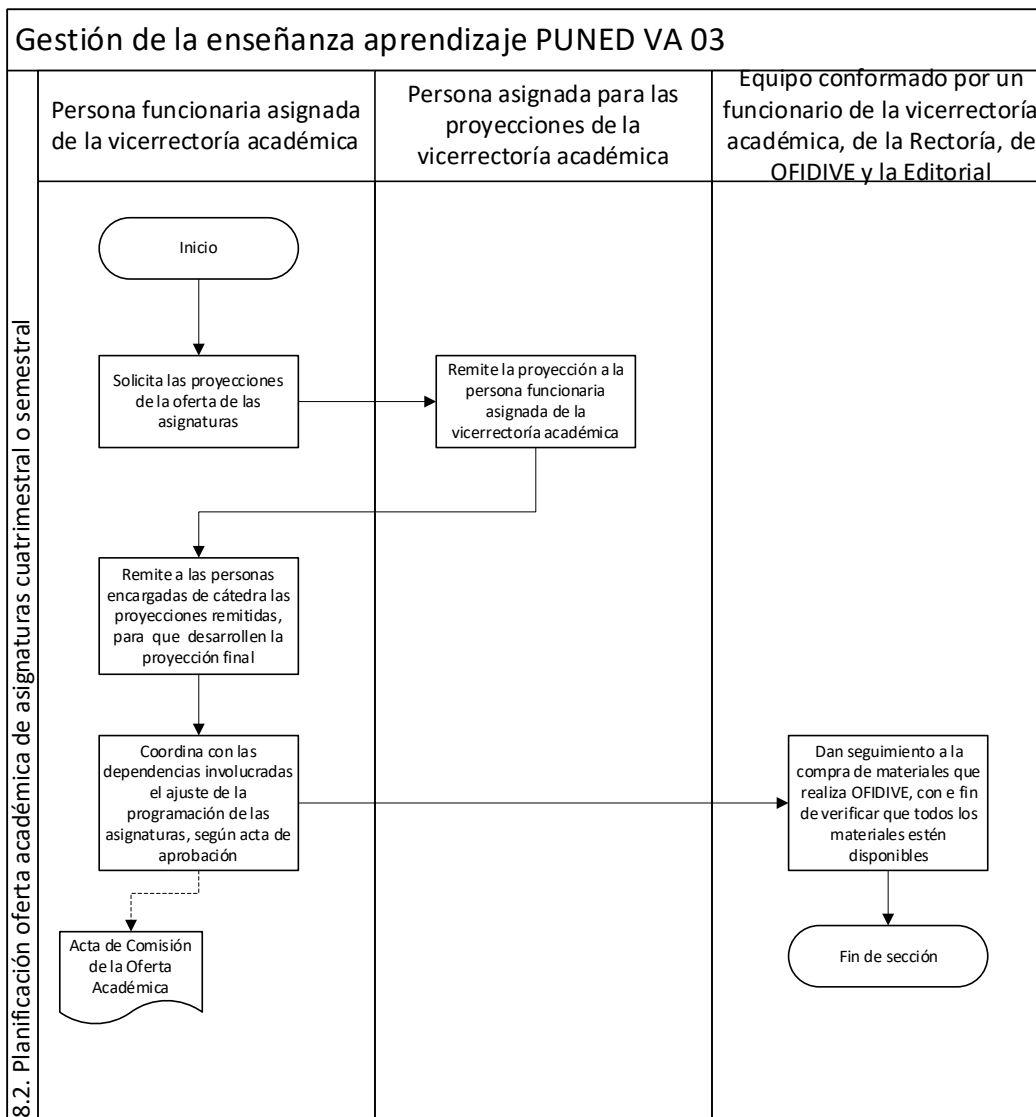 Gestión de la enseñanza aprendizaje PUNED VA 03
8.2. Planificación oferta académica de asignaturas cuatrimestral o semestral
Persona funcionaria asignada
de la vicerrectoría académica
Persona asignada para las
proyecciones de la
vicerrectoría académica
Equipo conformado por un
funcionario de la vicerrectoría
académica, de la Rectoría, de
OFIDIVE y la Editorial
Inicio
Solicita las proyecciones
de la oferta de las
asignaturas
Remite la proyección a la
persona funcionaria
asignada de la
vicerrectoría académica
Remite a las personas
encargadas de cátedra las
proyecciones remitidas,
para que desarrollen la
proyección final
Coordina con las
dependencias involucradas
el ajuste de la
programación de las
asignaturas, según acta de
aprobación
Dan seguimiento a la
compra de materiales que
realiza OFIDIVE, con e fin
de verificar que todos los
materiales estén
disponibles
Acta de Comisión
de la Oferta
Académica
Fin de sección